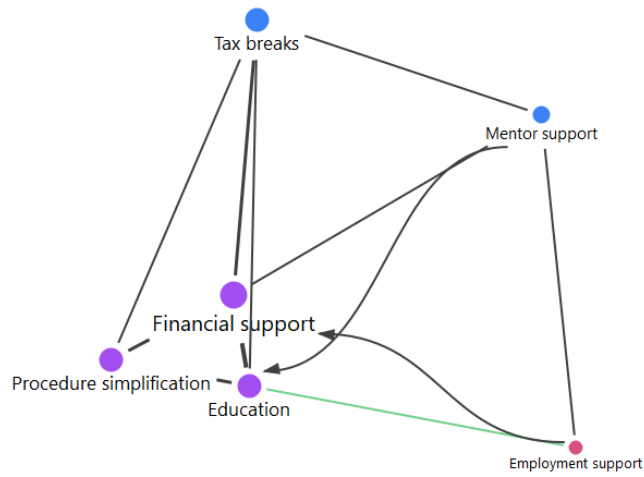 Tax breaks
Mentor support
Financial support
Procedure simplification
Education
Employment support